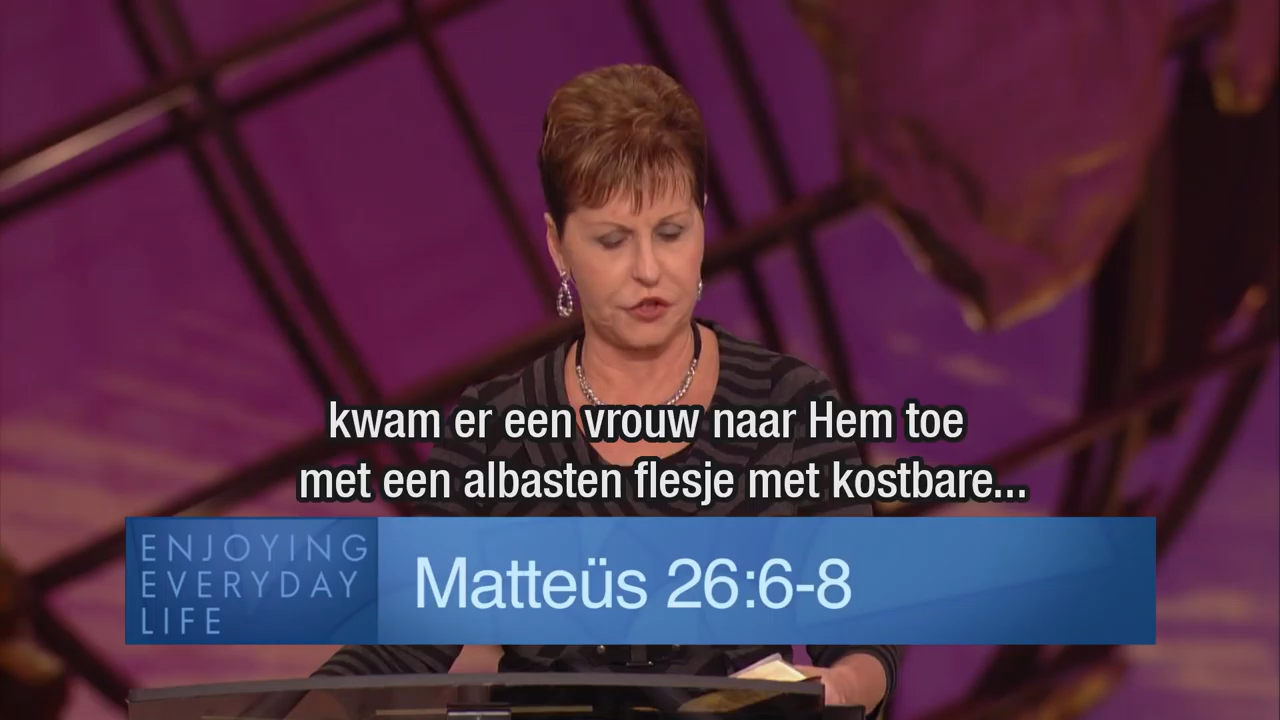 kwam er een vrouw naar Hem toe
met een albasten flesje met kostbare...
ENJOYING
EVERYDAY
LIFE
Matteüs 26:6-8